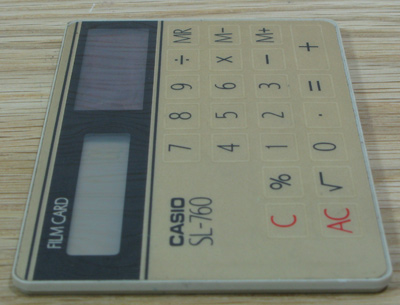 FILM CARD
CASIO
SL-760
7 8 9 ÷ MR
4 5 6 × M-
C % 1 2 3 − M+
AC √ 0 · = +